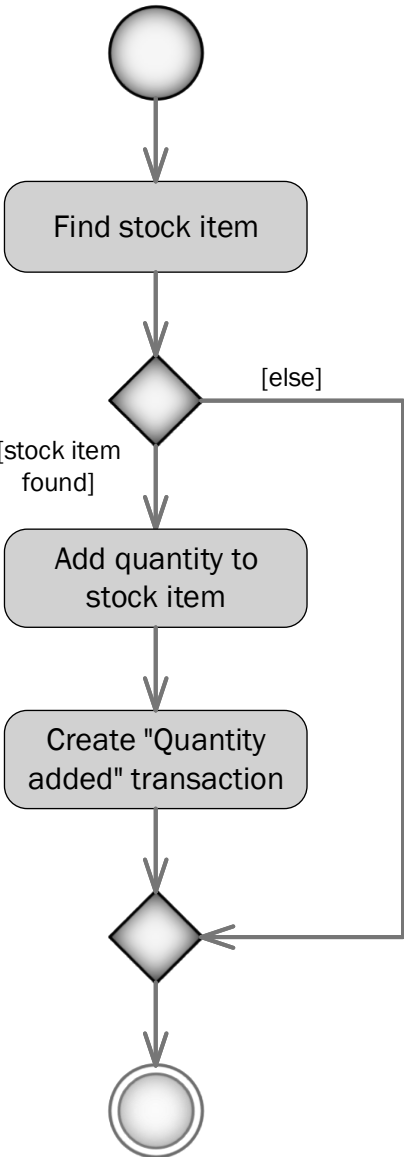 Find stock item
[else]
[stock item
found]
Add quantity to
stock item
Create "Quantity
added" transaction